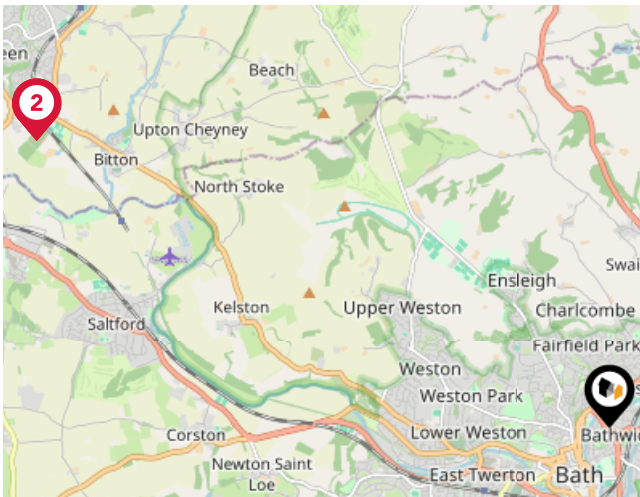 een
Beach
2
Upton Cheyney
Bitton
North Stoke
Swai
Ensleigh
Kelston
Upper Weston
Charlcombe
Saltford
Fairfield Park
Weston
Weston Park
Corston
Lower Weston
Bathwic
Newton Saint
Loe
East Twerton
Bath